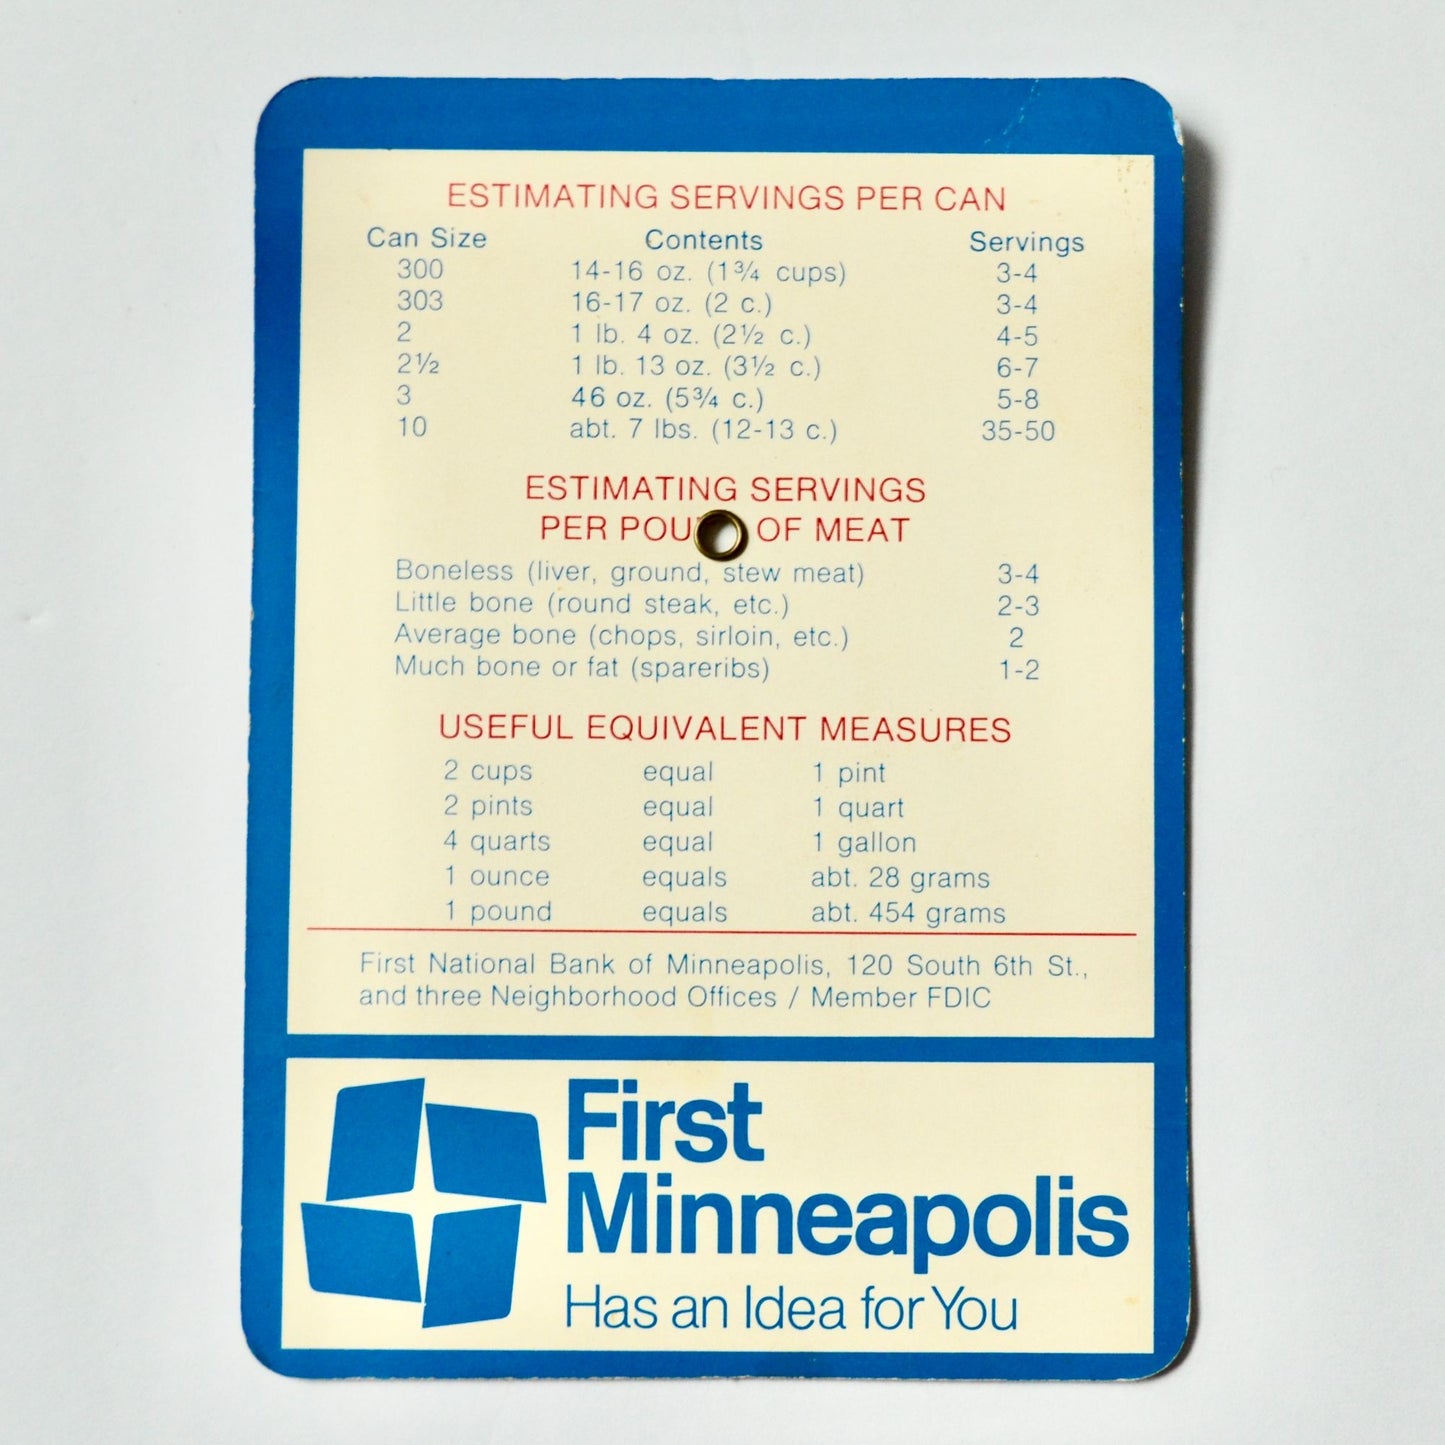 ESTIMATING SERVINGS PER CAN
Can Size Contents Servings
300 14-16 oz. (1¾ cups) 3-4
303 16-17 oz. (2 c.) 3-4
2 1 lb. 4 oz. (2½ c.) 4-5
2½ 1 lb. 13 oz. (3½ c.) 6-7
3 46 oz. (5¾ c.) 5-8
10 abt. 7 lbs. (12-13 c.) 35-50
ESTIMATING SERVINGS
PER POU OF MEAT
Boneless (liver, ground, stew meat) 3-4
Little bone (round steak, etc.) 2-3
Average bone (chops, sirloin, etc.) 2
Much bone or fat (spareribs) 1-2
USEFUL EQUIVALENT MEASURES
2 cups equal 1 pint
2 pints equal 1 quart
4 quarts equal 1 gallon
1 ounce equals abt. 28 grams
1 pound equals abt. 454 grams
First National Bank of Minneapolis, 120 South 6th St.,
and three Neighborhood Offices / Member FDIC
First
Minneapolis
Has an Idea for You